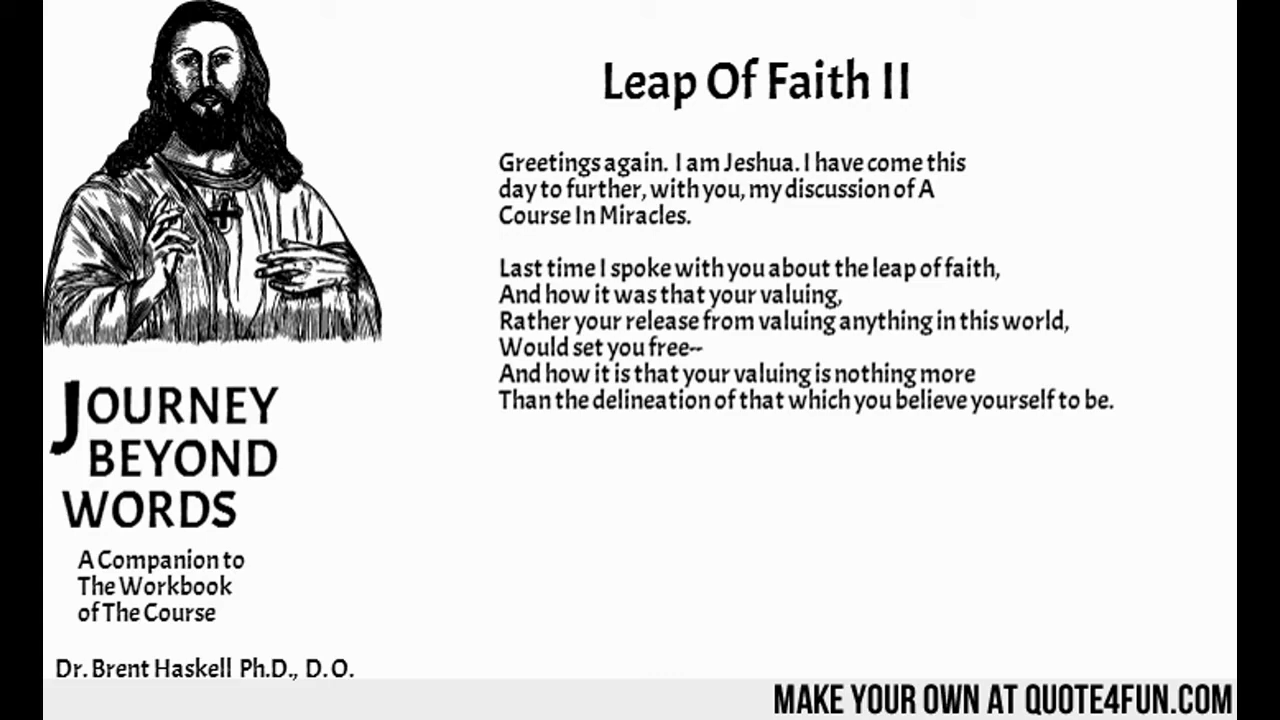 Leap Of Faith II
Greetings again. I am Jeshua. I have come this
day to further, with you, my discussion of A
Course In Miracles.
Last time I spoke with you about the leap of faith,
And how it was that your valuing,
Rather your release from valuing anything in this world,
Would set you free--
And how it is that your valuing is nothing more
Than the delineation of that which you believe yourself to be.
JOURNEY
BEYOND
WORDS
A Companion to
The Workbook
of The Course
Dr. Brent Haskell Ph.D., D.O.
MAKE YOUR OWN AT QUOTE4FUN.COM